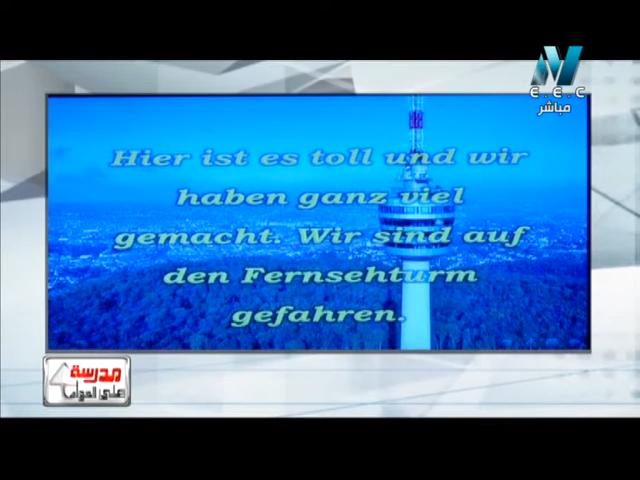 E.E.C
مباشر
Hier ist es toll und wir
haben ganz viel
gemacht. Wir sind auf
den Fernsehturm
gefahren.
مدرسة
على الهواء